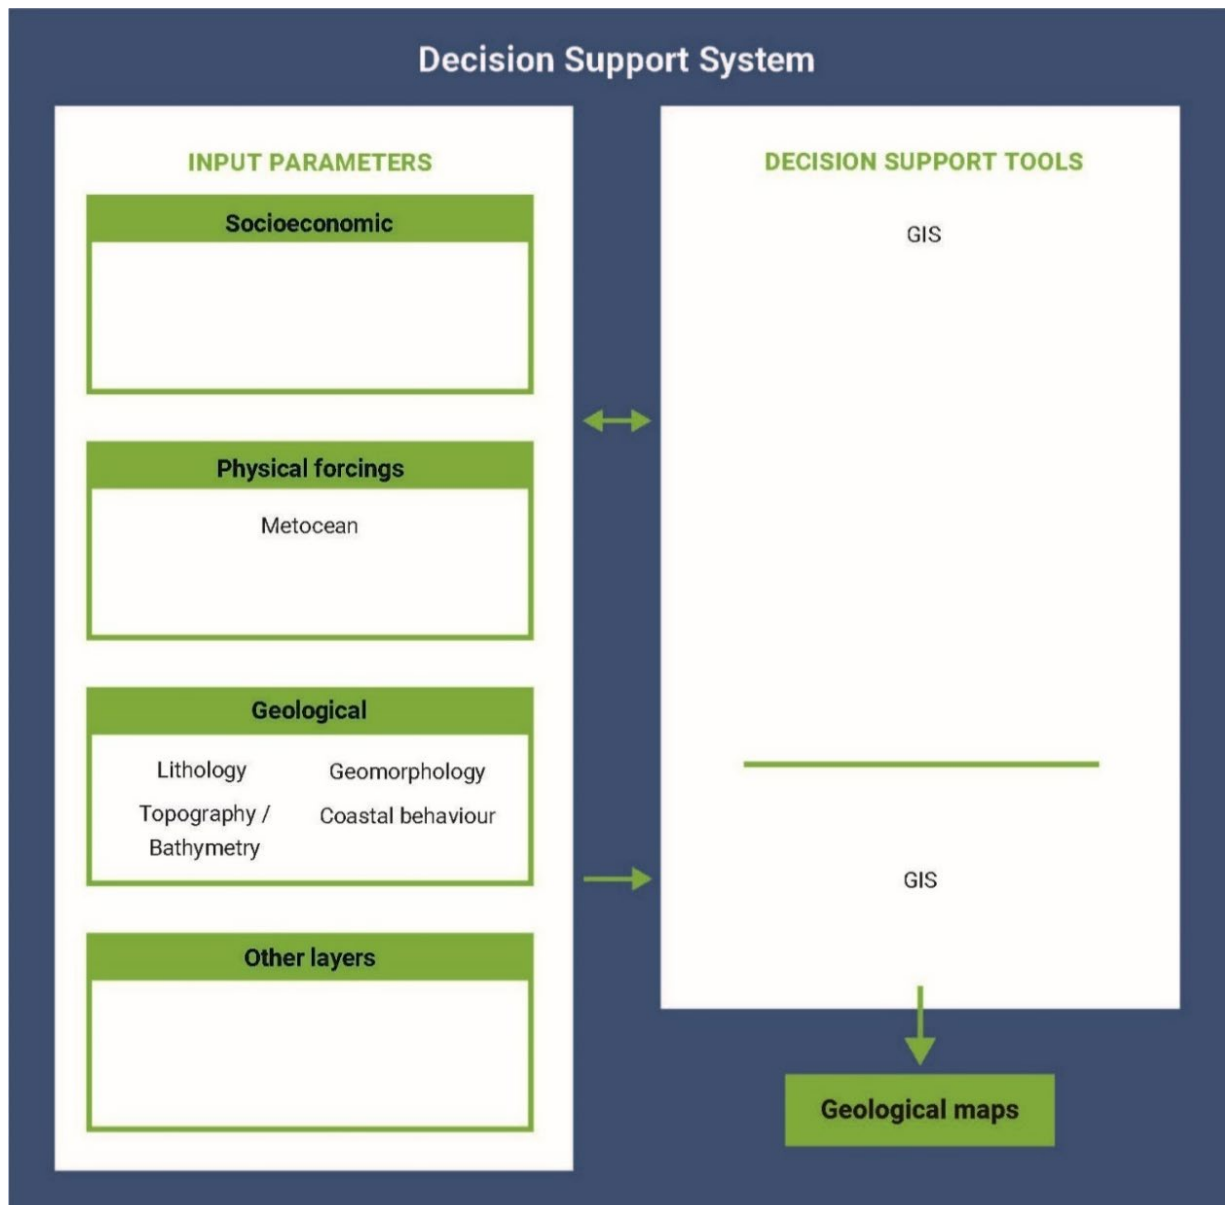 Decision Support System
INPUT PARAMETERS
Socioeconomic
Physical forcings
Metocean
Geological
Lithology
Geomorphology
Topography /
Bathymetry
Coastal behaviour
Other layers
DECISION SUPPORT TOOLS
GIS
GIS
Geological maps